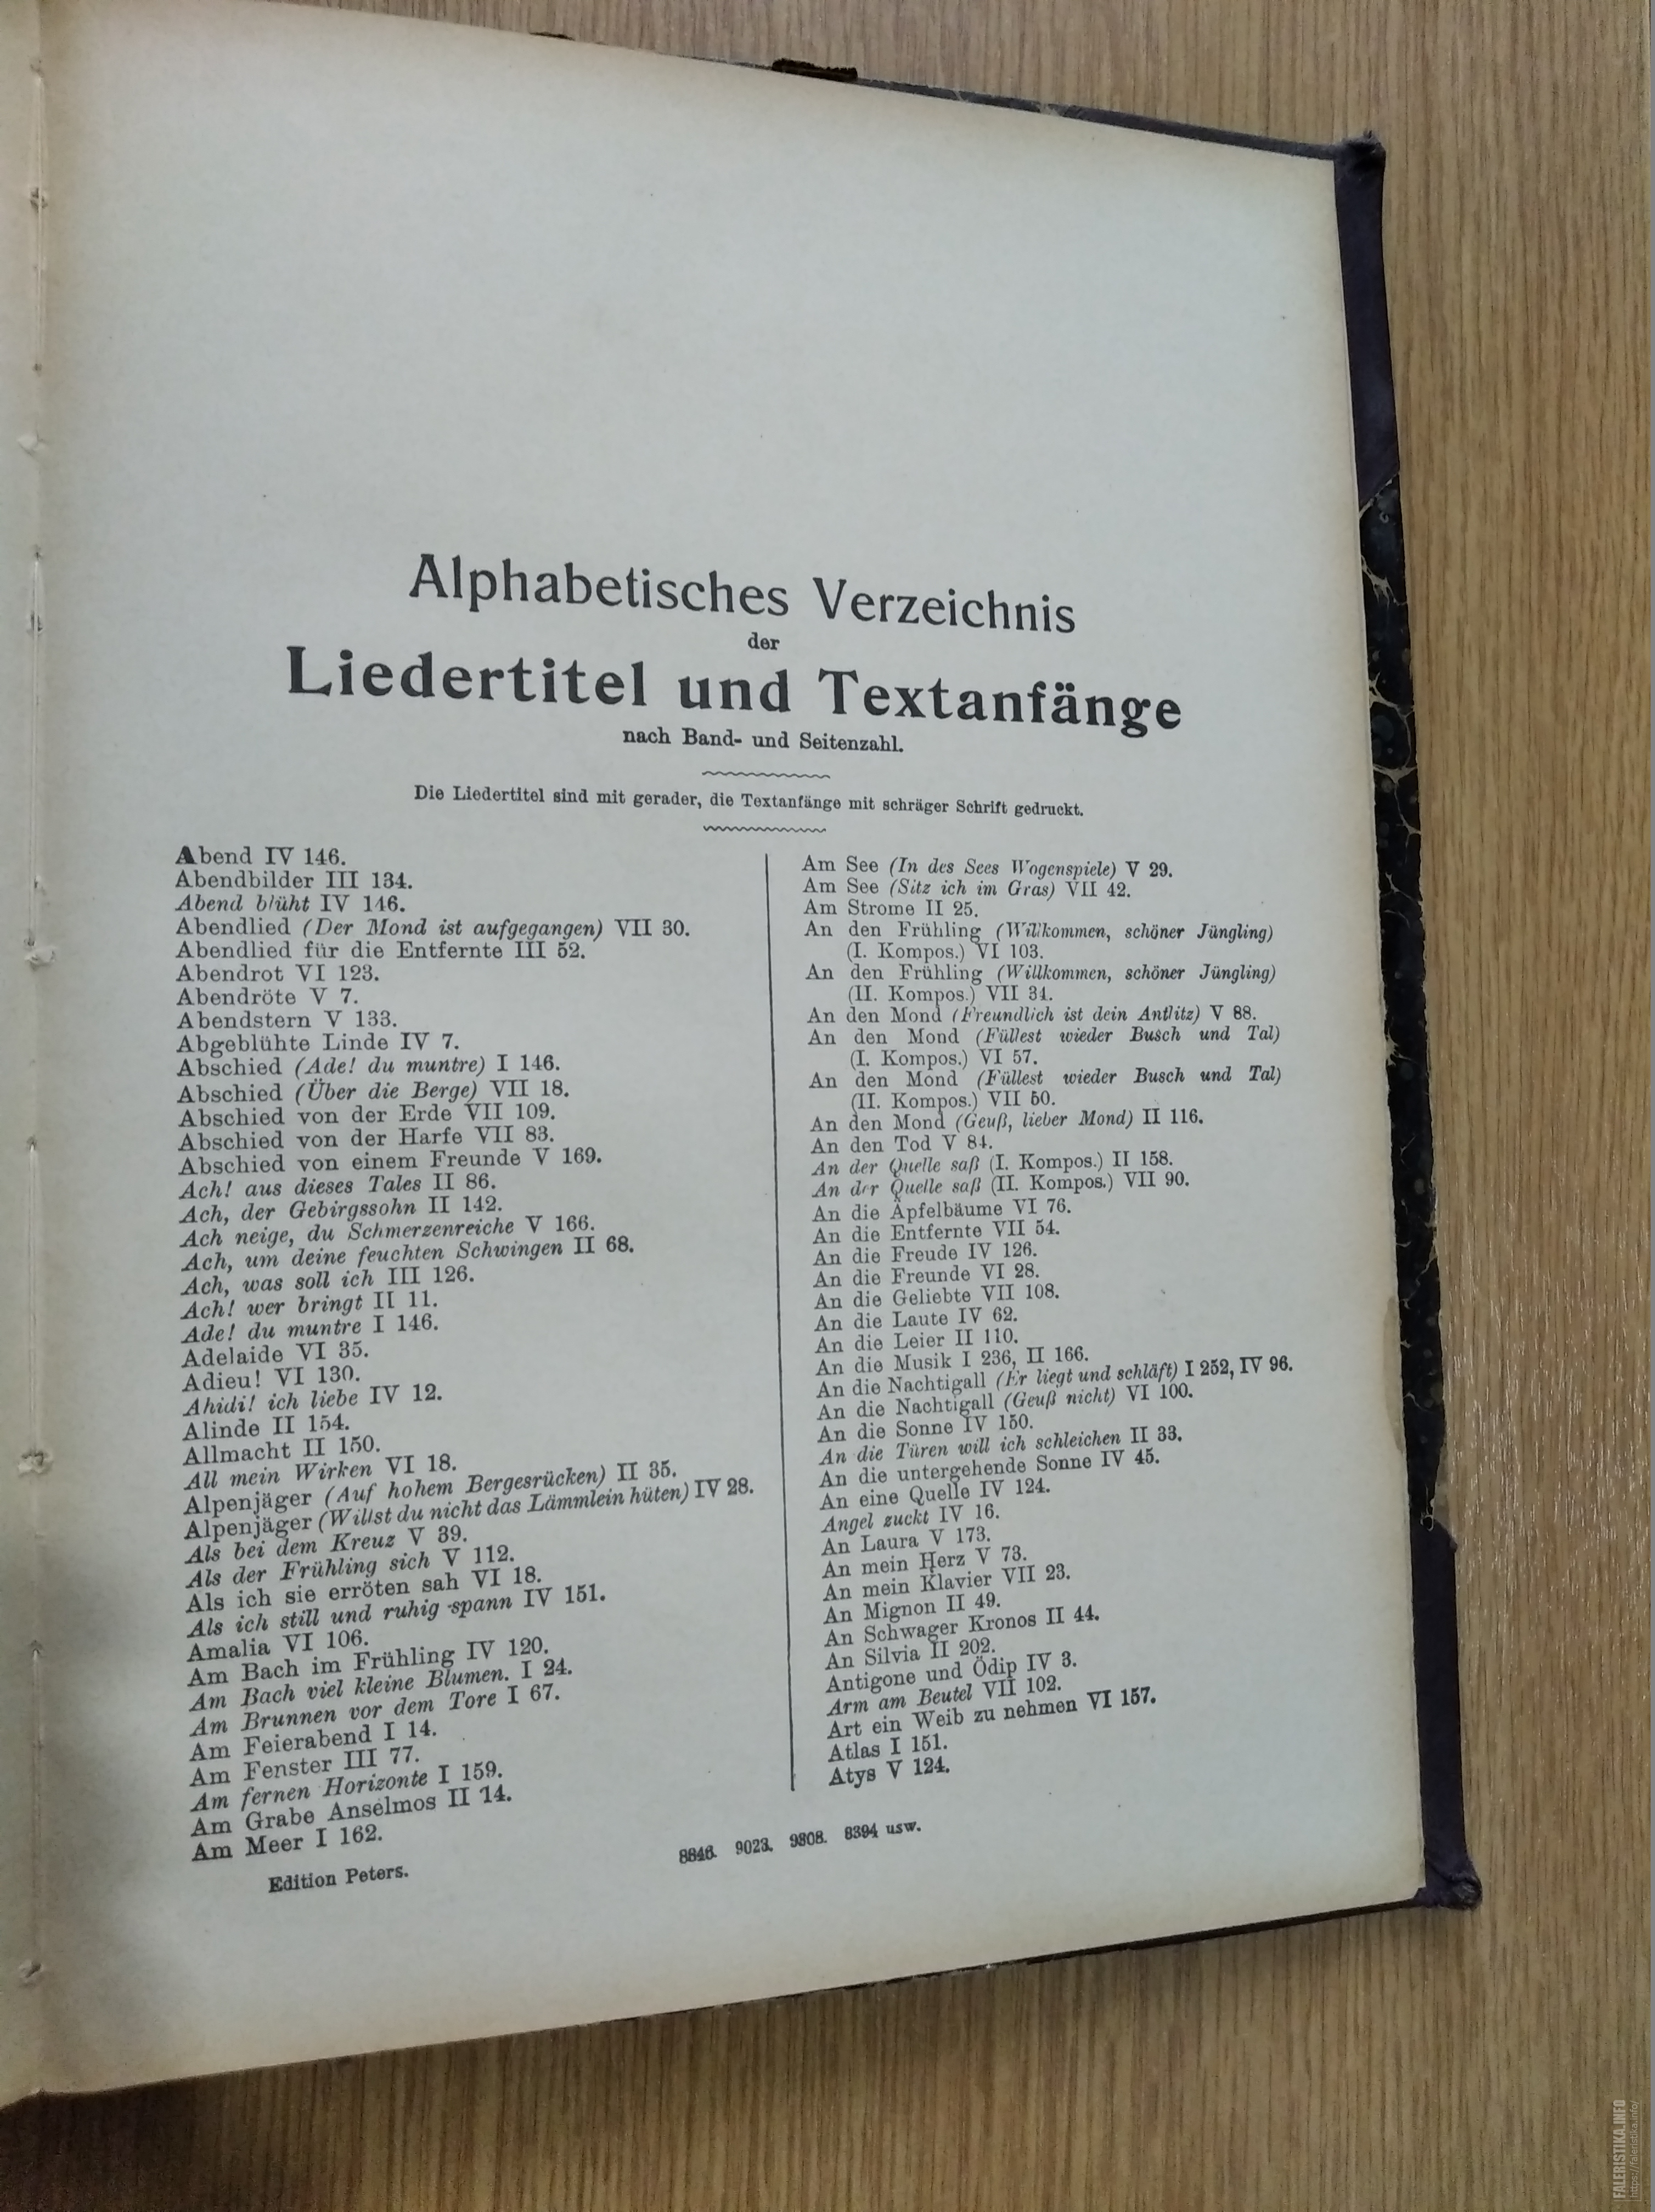 Alphabetisches Verzeichnis
der
Liedertitel und Textanfänge
nach Band- und Seitenzahl.
Die Liedertitel sind mit gerader, die Textanfänge mit schräger Schrift gedruckt.
Abend IV 146.
Abendbilder III 134.
Abend blüht IV 146.
Abendlied (Der Mond ist aufgegangen) VII 30.
Abendlied für die Entfernte III 52.
Abendrot VI 123.
Abendröte V 7.
Abendstern V 133.
Abgeblühte Linde IV 7.
Abschied (Ade! du muntre) I 146.
Abschied (Über die Berge) VII 18.
Abschied von der Erde VII 109.
Abschied von der Harfe VII 83.
Abschied von einem Freunde V 169.
Ach! aus dieses Tales II 86.
Ach, der Gebirgssohn II 142.
Ach neige, du Schmerzenreiche V 166.
Ach, um deine feuchten Schwingen II 68.
Ach, was soll ich III 126.
Ach! wer bringt II 11.
Ade! du muntre I 146.
Adelaide VI 35.
Adieu! VI 130.
Ahidi! ich liebe IV 12.
Alinde II 154.
Allmacht II 150.
All mein Wirken VI 18.
Alpenjäger (Auf hohem Bergesrücken) II 35.
Alpenjäger (Willst du nicht das Lämmlein hüten) IV 28.
Als bei dem Kreuz V 39.
Als der Frühling sich V 112.
Als ich sie erröten sah VI 18.
Als ich still und ruhig spann IV 151.
Amalia VI 106.
Am Bach im Frühling IV 120.
Am Bach viel kleine Blumen. I 24.
Am Brunnen vor dem Tore I 67.
Am Feierabend I 14.
Am Fenster III 77.
Am fernen Horizonte I 159.
Am Grabe Anselmos II 14.
Am Meer I 162.
Am See (In des Sees Wogenspiele) V 29.
Am See (Sitz ich im Gras) VII 42.
Am Strome II 25.
An den Frühling (Willkommen, schöner Jüngling)
(I. Kompos.) VI 103.
An den Frühling (Willkommen, schöner Jüngling)
(II. Kompos.) VII 34.
An den Mond (Freundlich ist dein Antlitz) V 88.
An den Mond (Füllest wieder Busch und Tal)
(I. Kompos.) VI 57.
An den Mond (Füllest wieder Busch und Tal)
(II. Kompos.) VII 50.
An den Mond (Geuß, lieber Mond) II 116.
An den Tod V 84.
An der Quelle saß (I. Kompos.) II 158.
An der Quelle saß (II. Kompos.) VII 90.
An die Apfelbäume VI 76.
An die Entfernte VII 54.
An die Freude IV 126.
An die Freunde VI 28.
An die Geliebte VII 108.
An die Laute IV 62.
An die Leier II 110.
An die Musik I 236, II 166.
An die Nachtigall (Er liegt und schläft) I 252, IV 96.
An die Nachtigall (Geuß nicht) VI 100.
An die Sonne IV 150.
An die Türen will ich schleichen II 33.
An die untergehende Sonne IV 45.
An eine Quelle IV 124.
Angel zuckt IV 16.
An Laura V 173.
An mein Herz V 73.
An mein Klavier VII 23.
An Mignon II 49.
An Schwager Kronos II 44.
An Silvia II 202.
Antigone und Ödip IV 3.
Arm am Beutel VII 102.
Art ein Weib zu nehmen VI 157.
Atlas I 151.
Atys V 124.
Edition Peters.
8846. 9023. 9308. 8394 usw.
FALERISTIKA.INFO
https://faleristika.info/